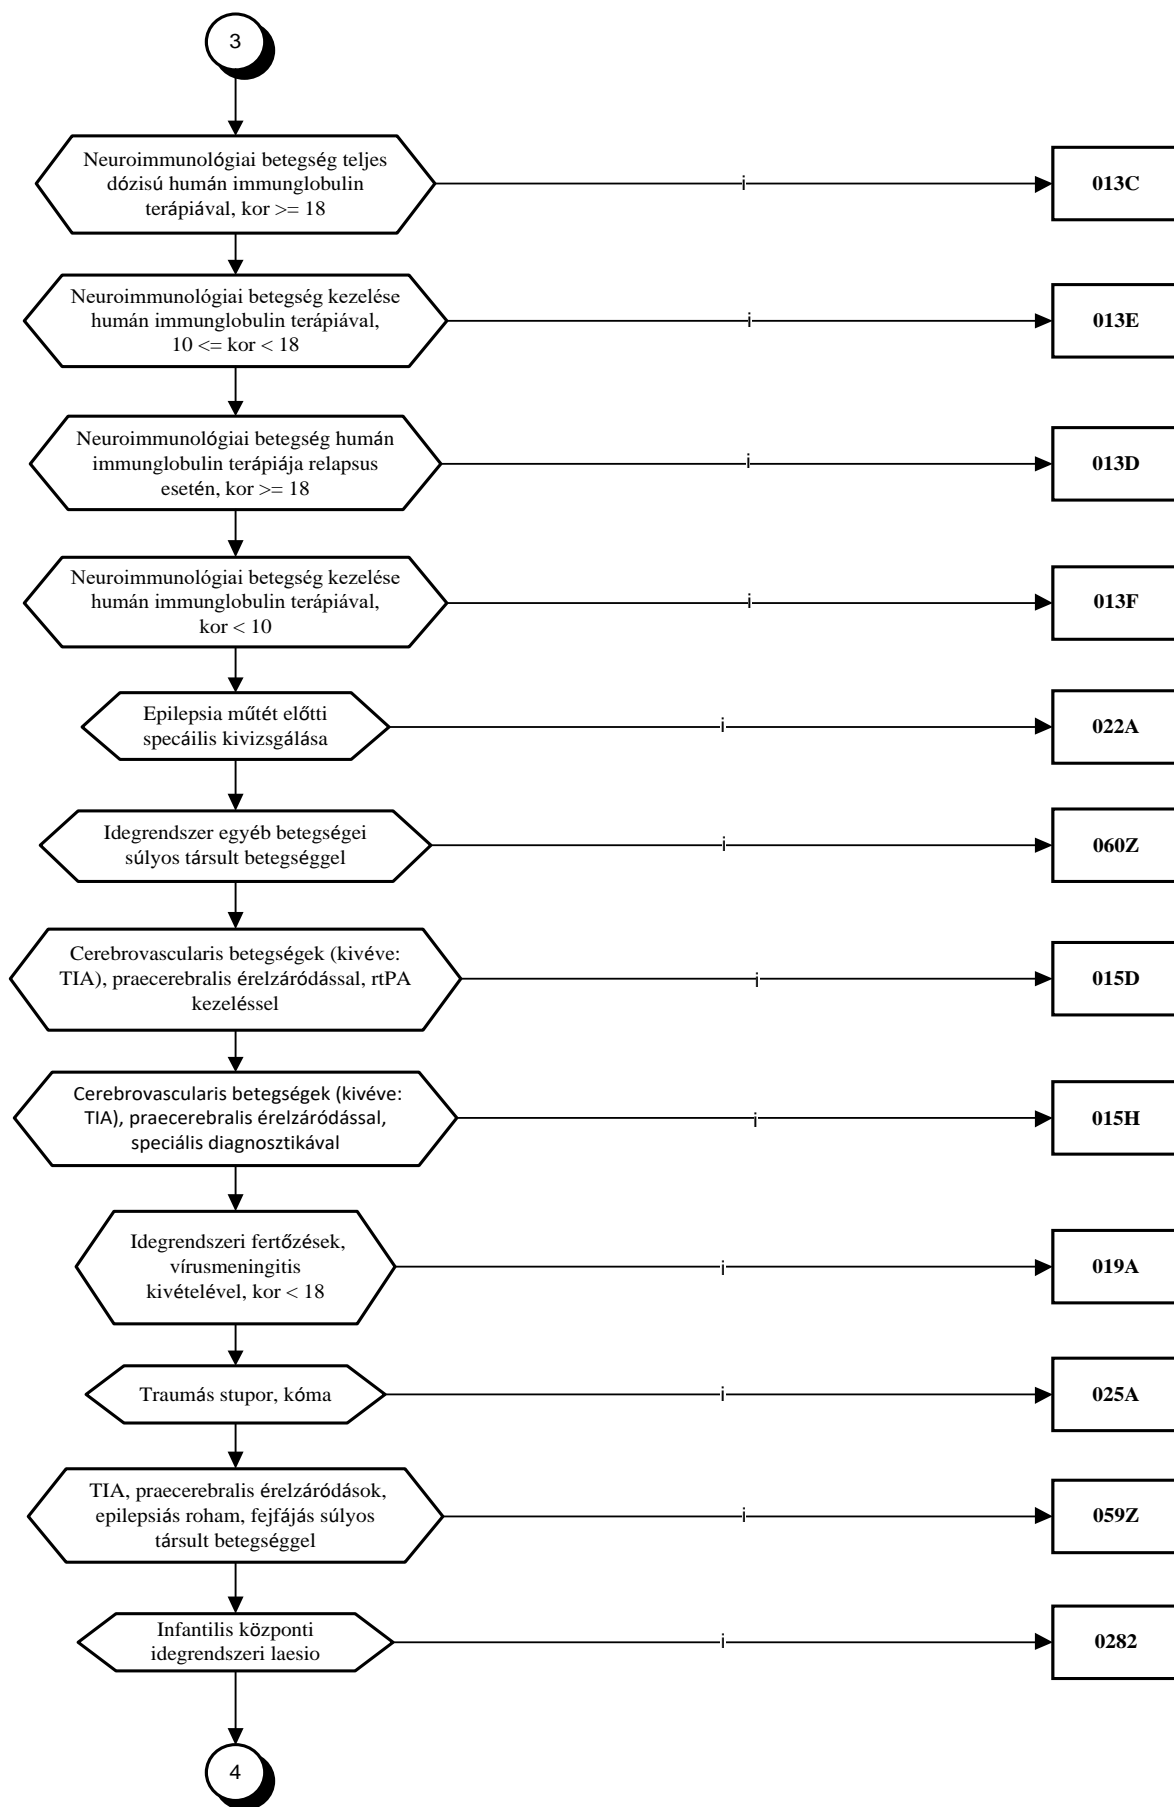 3
Neuroimmunológiai betegség teljes
dózisú humán immunglobulin
terápiával, kor >= 18
i
013C
Neuroimmunológiai betegség kezelése
humán immunglobulin terápiával,
10 <= kor < 18
i
013E
Neuroimmunológiai betegség humán
immunglobulin terápiája relapsus
esetén, kor >= 18
i
013D
Neuroimmunológiai betegség kezelése
humán immunglobulin terápiával,
kor < 10
i
013F
Epilepsia műtét előtti
specáilis kivizsgálása
i
022A
Idegrendszer egyéb betegségei
súlyos társult betegséggel
i
060Z
Cerebrovascularis betegségek (kivéve:
TIA), praecerebralis érelzáródással, rtPA
kezeléssel
i
015D
Cerebrovascularis betegségek (kivéve:
TIA), praecerebralis érelzáródással,
speciális diagnosztikával
i
015H
Idegrendszeri fertőzések,
vírusmeningitis
kivételével, kor < 18
i
019A
Traumás stupor, kóma
i
025A
TIA, praecerebralis érelzáródások,
epilepsiás roham, fejfájás súlyos
társult betegséggel
i
059Z
Infantilis központi
idegrendszeri laesio
i
0282
4